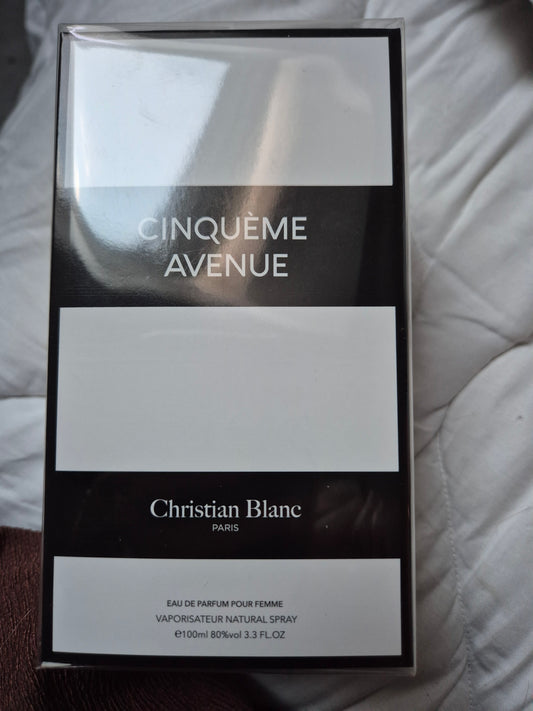 CINQUÈME
AVENUE
Christian Blanc
PARIS
EAU DE PARFUM POUR FEMME
VAPORISATEUR NATURAL SPRAY
℮100ml 80%vol 3.3 FL.OZ